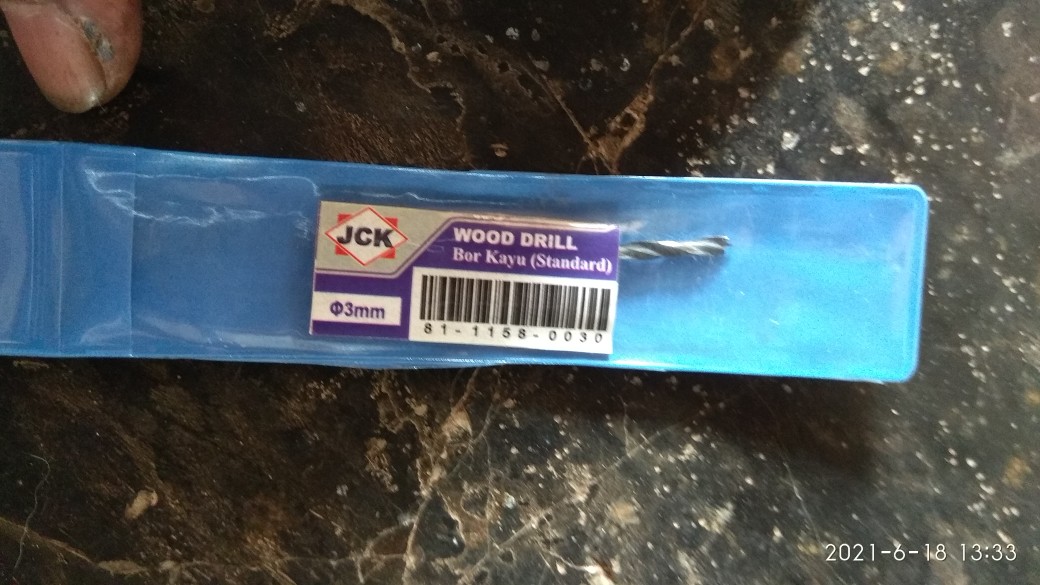 JCK
WOOD DRILL
Bor Kayu (Standard)
Φ3mm
81-1158-0030
2021-6-18 13:33